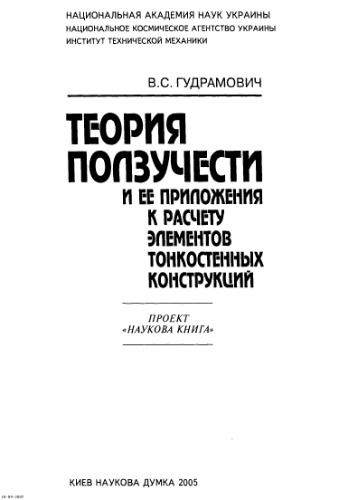 НАЦИОНАЛЬНАЯ АКАДЕМИЯ НАУК УКРАИНЫ
НАЦИОНАЛЬНОЕ КОСМИЧЕСКОЕ АГЕНТСТВО УКРАИНЫ
ИНСТИТУТ ТЕХНИЧЕСКОЙ МЕХАНИКИ
В.С. ГУДРАМОВИЧ
ТЕОРИЯ
ПОЛЗУЧЕСТИ
И ЕЕ ПРИЛОЖЕНИЯ
К РАСЧЕТУ
ЭЛЕМЕНТОВ
ТОНКОСТЕННЫХ
КОНСТРУКЦИЙ
ПРОЕКТ
«НАУКОВА КНИГА»
КИЕВ НАУКОВА ДУМКА 2005